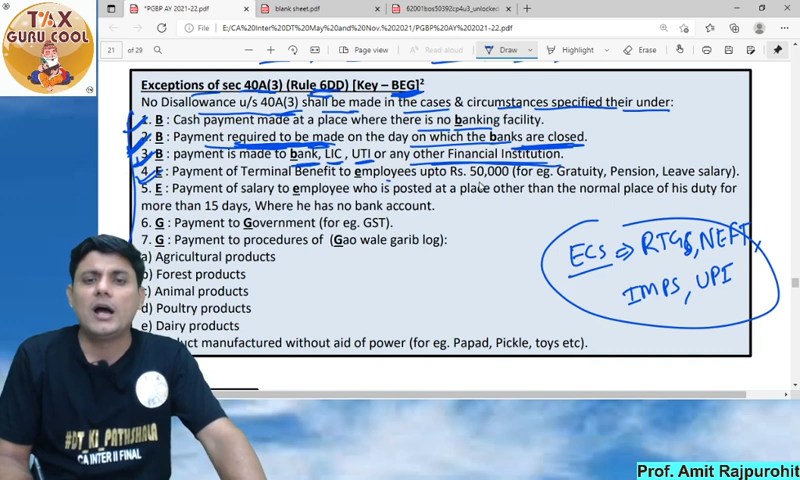 TAX
GURU COOL
*PGBP AY 2021-22.pdf
blank sheet.pdf
62001bos50392cp4u3_unlocked
File
E:/CA%20Inter%20DT%20May%20and%20Nov.%202021/PGBP%20AY%202021-22.pdf
21 of 29
Page view
Draw
Highlight
Erase
Exceptions of sec 40A(3) (Rule 6DD) [Key – BEG]2
No Disallowance u/s 40A(3) shall be made in the cases & circumstances specified their under:
1. B: Cash payment made at a place where there is no banking facility.
2. B: Payment required to be made on the day on which the banks are closed.
3. B: payment is made to bank, LIC , UTI or any other Financial Institution.
4. E: Payment of Terminal Benefit to employees upto Rs. 50,000 (for eg. Gratuity, Pension, Leave salary).
5. E: Payment of salary to employee who is posted at a place other than the normal place of his duty for
more than 15 days, Where he has no bank account.
6. G: Payment to Government (for eg. GST).
7. G: Payment to procedures of (Gao wale garib log):
a) Agricultural products
b) Forest products
c) Animal products
d) Poultry products
e) Dairy products
manufactured without aid of power (for eg. Papad, Pickle, toys etc).
ECS ⇒ RTGS, NEFT,
IMPS, UPI
#DT_KI_PATHSHALA
CA INTER II FINAL
Prof. Amit Rajpurohit